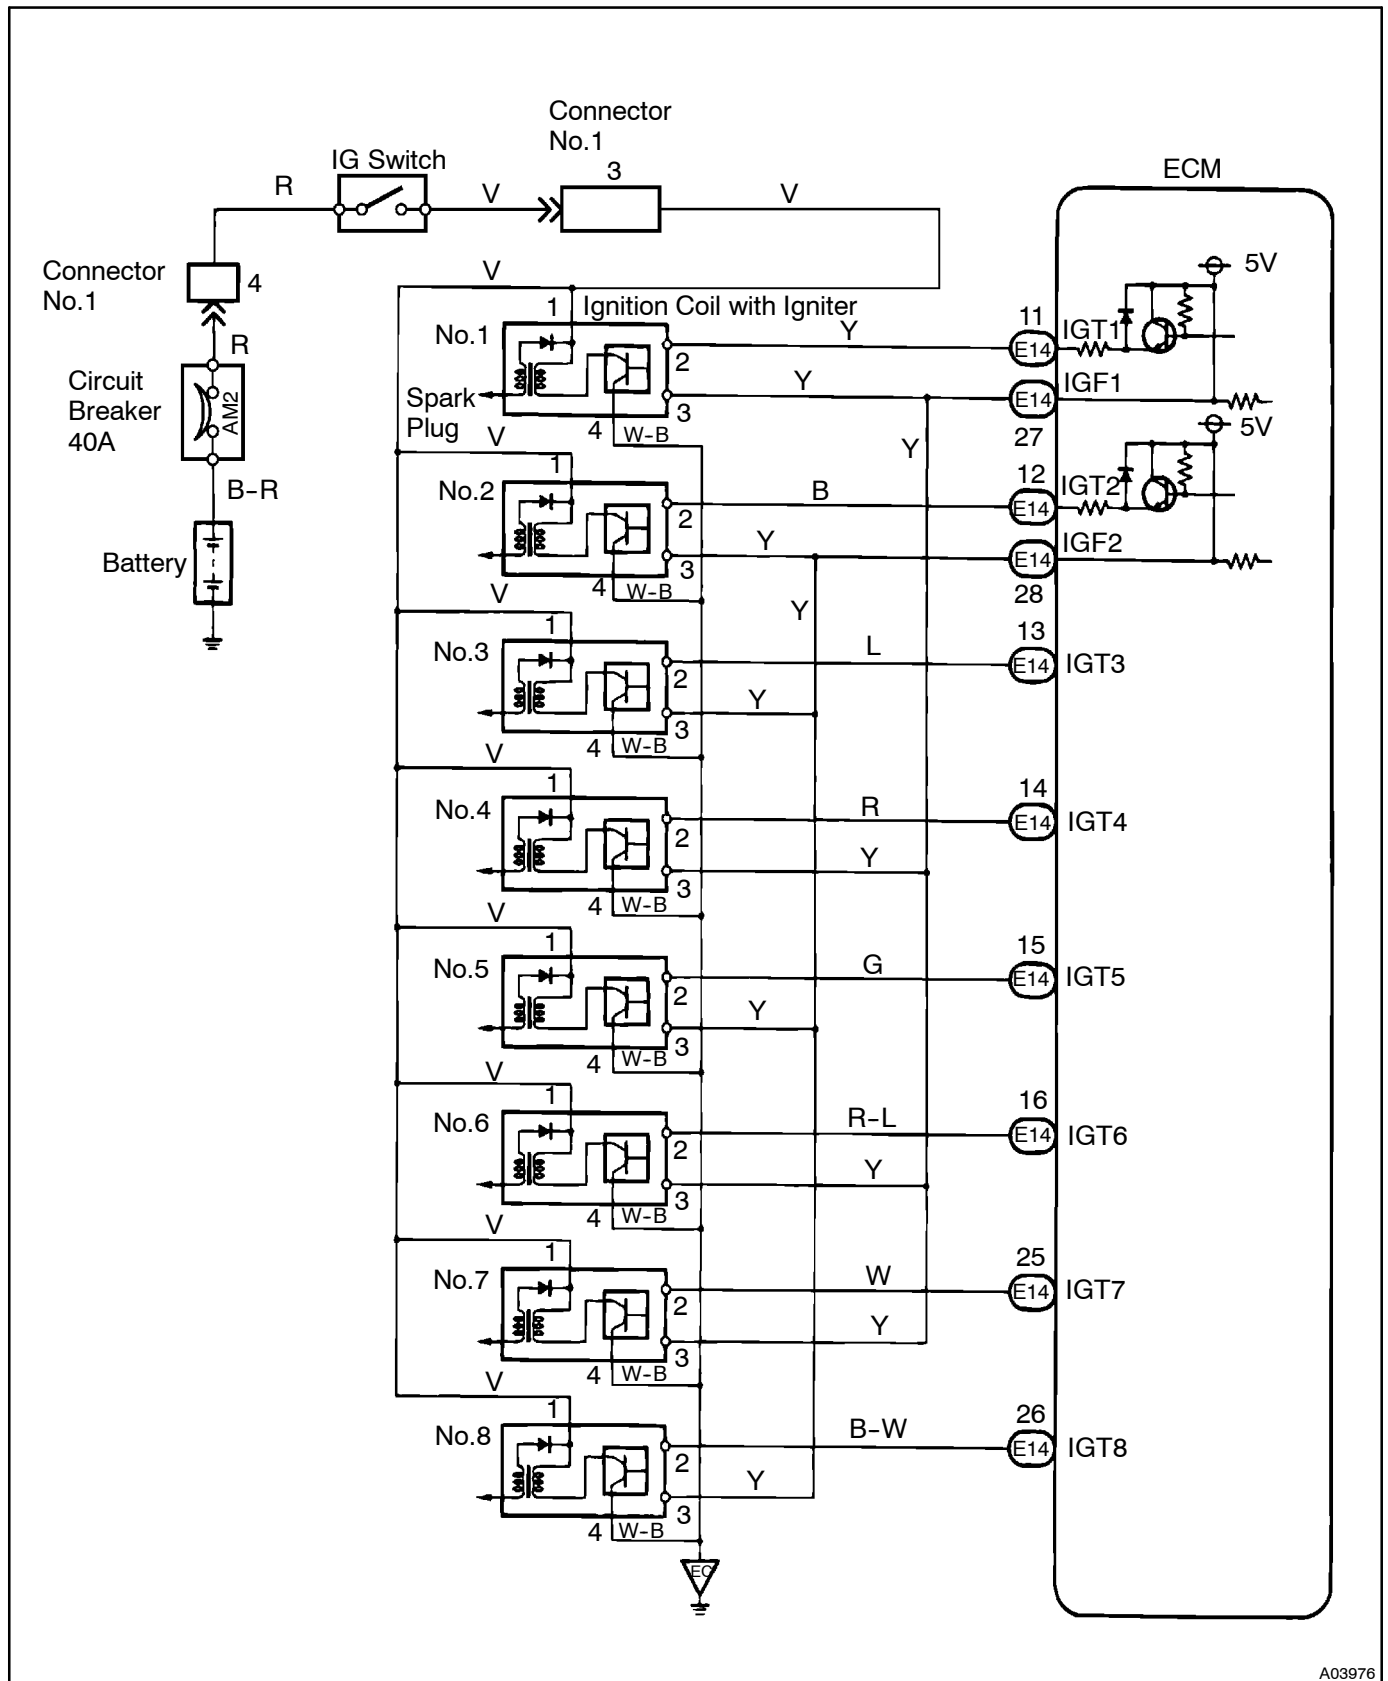 Connector
No.1
3
IG Switch
R
V
V
ECM
Connector
No.1
4
V
5V
1
Ignition Coil with Igniter
No.1
Y
11
E14
IGT1
2
R
Circuit
Breaker
40A
AM2
Spark
Plug
Y
3
E14
IGF1
27
4
W-B
5V
V
Y
1
No.2
B
12
E14
IGT2
2
B-R
Y
3
E14
IGF2
28
4
W-B
Battery
V
Y
1
No.3
L
13
E14
IGT3
2
Y
3
4
W-B
V
1
No.4
R
14
E14
IGT4
2
Y
3
4
W-B
V
1
No.5
G
15
E14
IGT5
2
Y
3
4
W-B
V
1
No.6
R-L
16
E14
IGT6
2
Y
3
4
W-B
V
1
No.7
W
25
E14
IGT7
2
Y
3
4
W-B
V
1
No.8
B-W
26
E14
IGT8
2
Y
3
4
W-B
EC
A03976